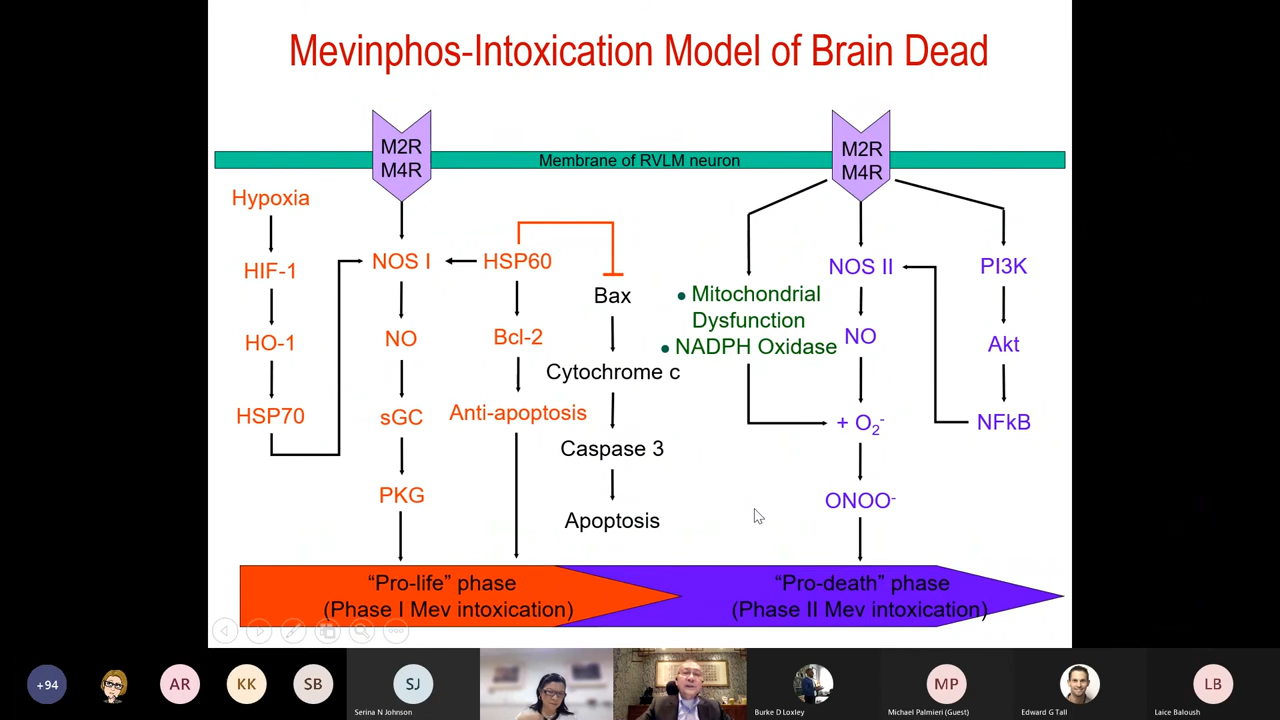 Mevinphos-Intoxication Model of Brain Dead
M2R
M4R
Membrane of RVLM neuron
M2R
M4R
Hypoxia
HIF-1
HO-1
HSP70
NOS I
NO
sGC
PKG
HSP60
Bcl-2
Anti-apoptosis
Bax
Cytochrome c
Caspase 3
Apoptosis
• Mitochondrial
Dysfunction
• NADPH Oxidase
NOS II
NO
+ O₂⁻
ONOO⁻
PI3K
Akt
NFkB
“Pro-life” phase
(Phase I Mev intoxication)
“Pro-death” phase
(Phase II Mev intoxication)
+94
AR
KK
SB
SJ
Serina N Johnson
Burke D Loxley
MP
Michael Palmieri (Guest)
Edward G Tall
LB
Laice Baloush